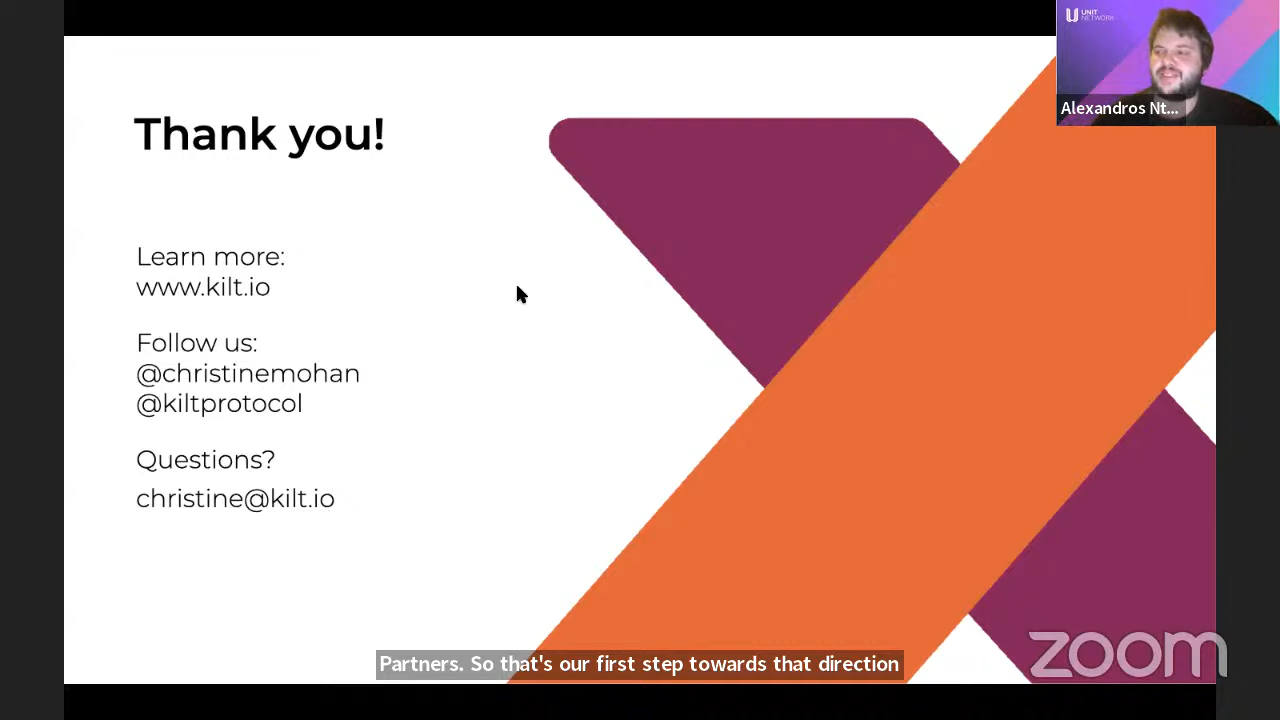 Thank you!
Learn more:
www.kilt.io
Follow us:
@christinemohan
@kiltprotocol
Questions?
christine@kilt.io
UNIT
NETWORK
Alexandros Nt...
Partners. So that's our first step towards that direction
zoom